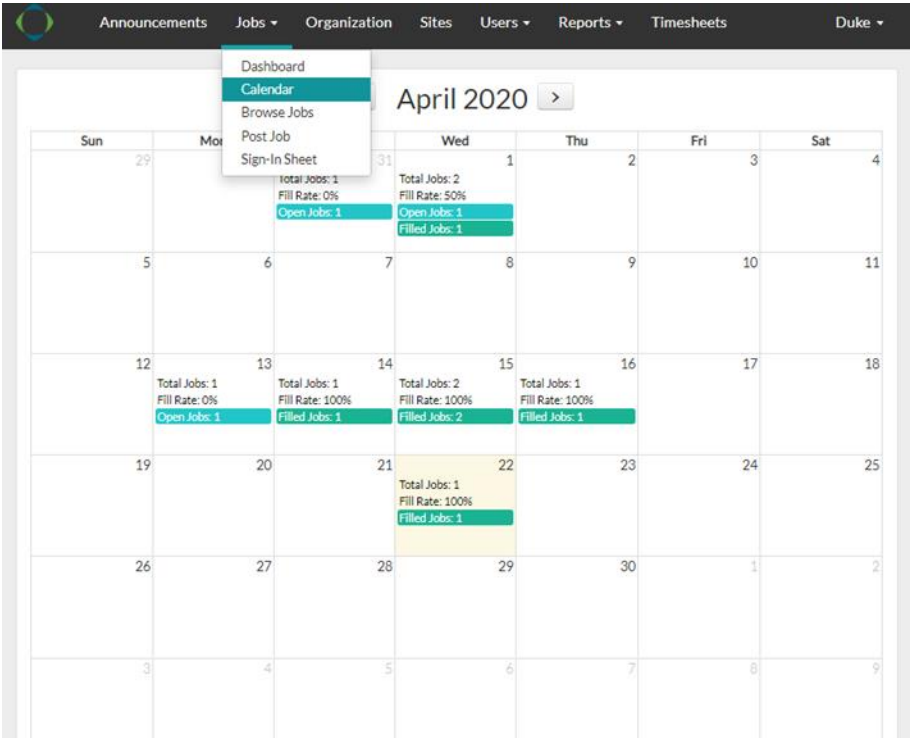 Announcements Jobs Organization Sites Users Reports Timesheets Duke
Dashboard
Calendar
Browse Jobs
Post Job
Sign-In Sheet
April 2020 >
Sun Mo Wed Thu Fri Sat
29 31 1 2 3 4
Total Jobs: 1 Total Jobs: 2
Fill Rate: 0% Fill Rate: 50%
Open Jobs: 1 Open Jobs: 1
Filled Jobs: 1
5 6 7 8 9 10 11
12 13 14 15 16 17 18
Total Jobs: 1 Total Jobs: 1 Total Jobs: 2 Total Jobs: 1
Fill Rate: 0% Fill Rate: 100% Fill Rate: 100% Fill Rate: 100%
Open Jobs: 1 Filled Jobs: 1 Filled Jobs: 2 Filled Jobs: 1
19 20 21 22 23 24 25
Total Jobs: 1
Fill Rate: 100%
Filled Jobs: 1
26 27 28 29 30 1 2
3 4 5 6 7 8 9